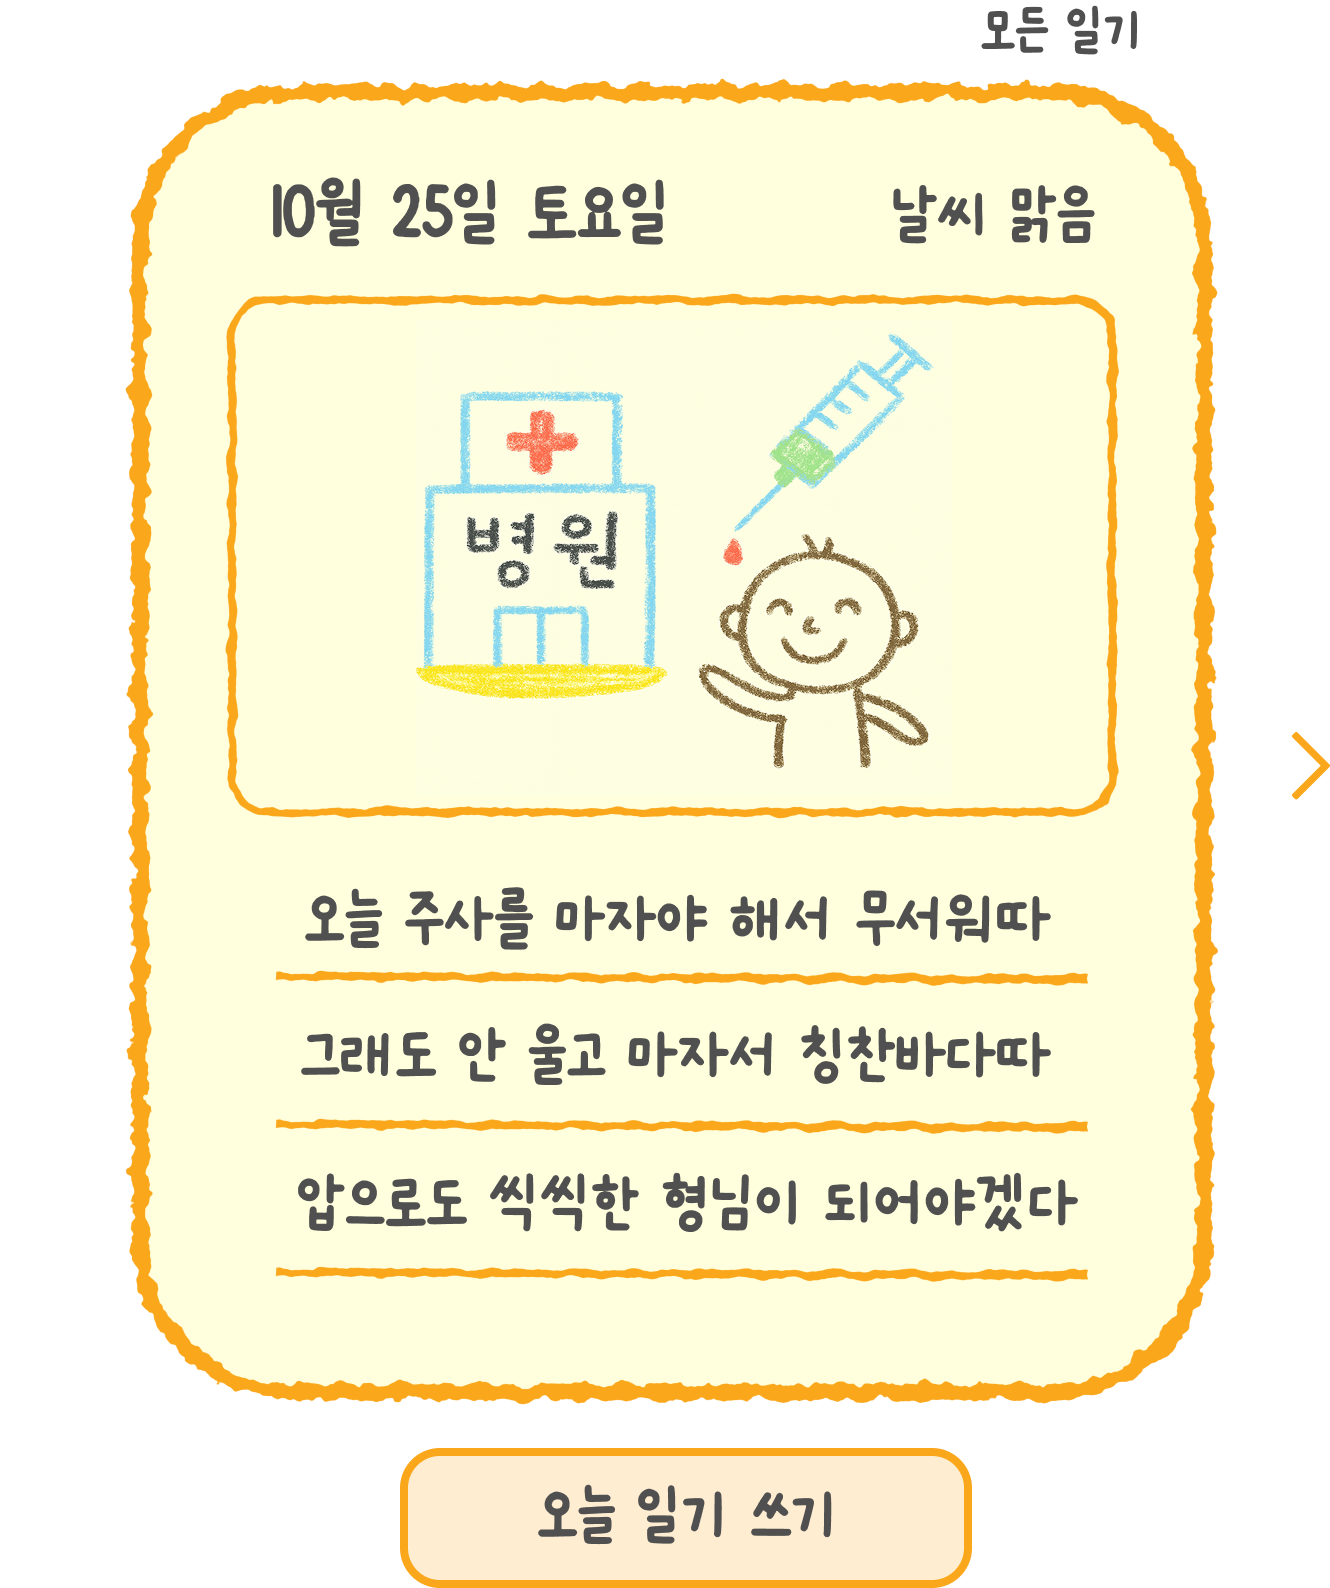 모든 일기
10월 25일 토요일 날씨 맑음
병원
오늘 주사를 마자야 해서 무서워따
그래도 안 울고 마자서 칭찬바다따
압으로도 씩씩한 형님이 되어야겠다
오늘 일기 쓰기